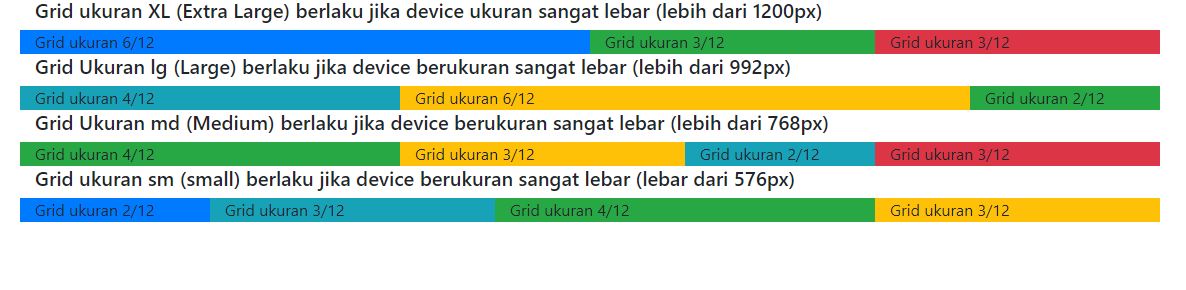 Grid ukuran XL (Extra Large) berlaku jika device ukuran sangat lebar (lebih dari 1200px)
Grid ukuran 6/12 Grid ukuran 3/12 Grid ukuran 3/12
Grid Ukuran lg (Large) berlaku jika device berukuran sangat lebar (lebih dari 992px)
Grid ukuran 4/12 Grid ukuran 6/12 Grid ukuran 2/12
Grid Ukuran md (Medium) berlaku jika device berukuran sangat lebar (lebih dari 768px)
Grid ukuran 4/12 Grid ukuran 3/12 Grid ukuran 2/12 Grid ukuran 3/12
Grid ukuran sm (small) berlaku jika device berukuran sangat lebar (lebar dari 576px)
Grid ukuran 2/12 Grid ukuran 3/12 Grid ukuran 4/12 Grid ukuran 3/12